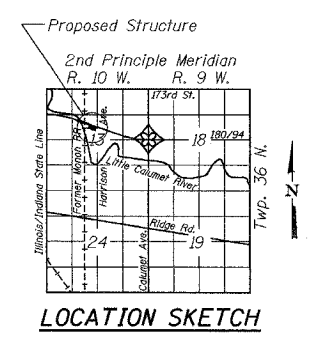 Proposed Structure
2nd Principle Meridian
R. 10 W. R. 9 W.
173rd St.
13
18
180/94
Illinois/Indiana State Line
Former Monon RR
Harrison Ave.
Little Calumet River
Twp. 36 N.
N
Ridge Rd.
24
19
Calumet Ave.
LOCATION SKETCH